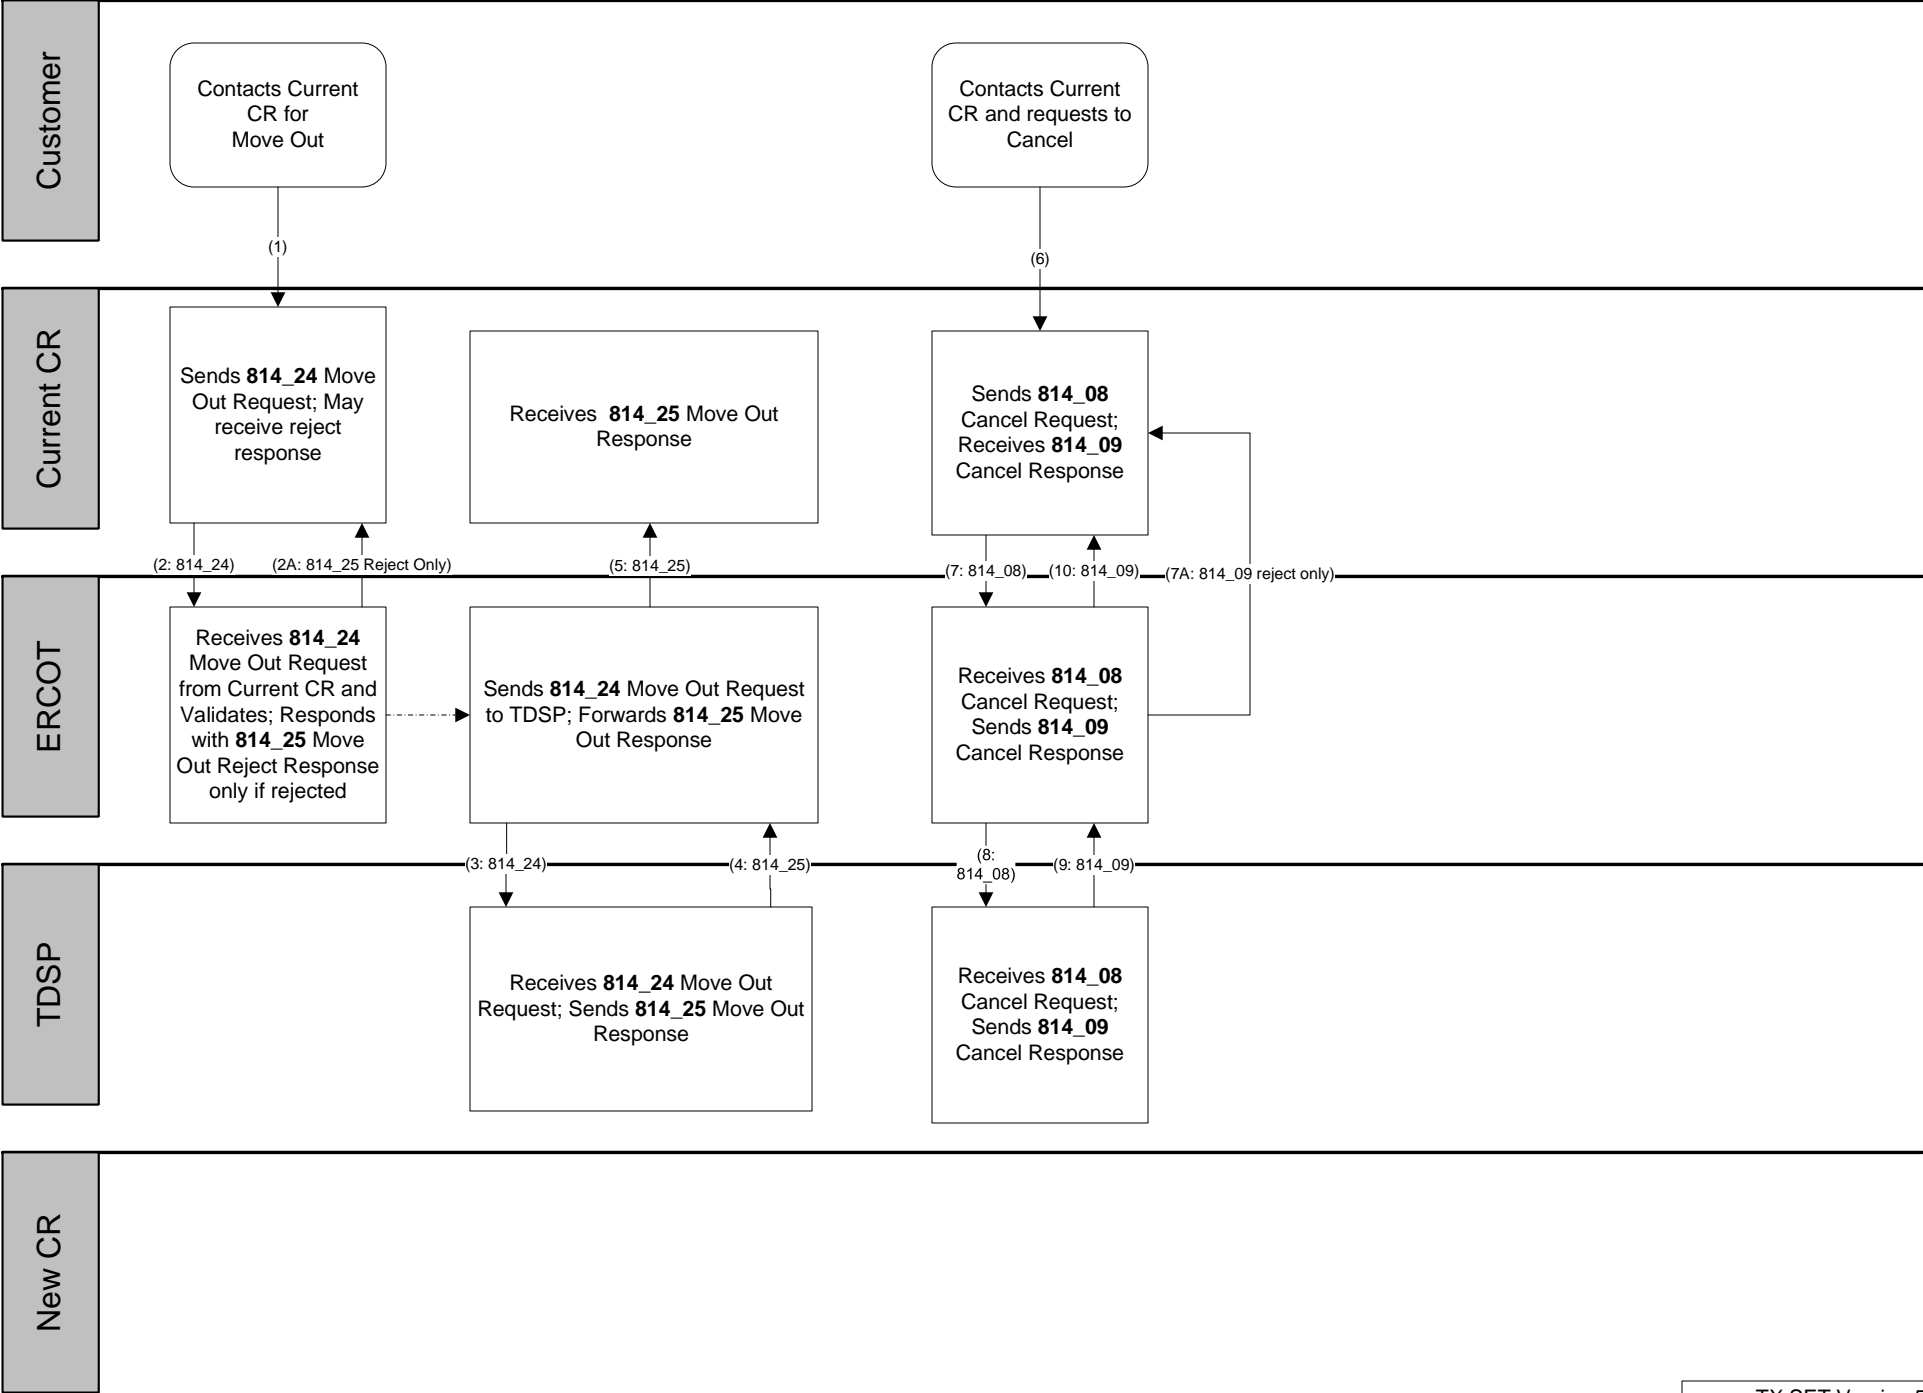 Customer
Contacts Current
CR for
Move Out
Contacts Current
CR and requests to
Cancel
(1)
(6)
Current CR
Sends 814_24 Move
Out Request; May
receive reject
response
Receives 814_25 Move Out
Response
Sends 814_08
Cancel Request;
Receives 814_09
Cancel Response
(2: 814_24)
(2A: 814_25 Reject Only)
(5: 814_25)
(7: 814_08)
(10: 814_09)
(7A: 814_09 reject only)
ERCOT
Receives 814_24
Move Out Request
from Current CR and
Validates; Responds
with 814_25 Move
Out Reject Response
only if rejected
Sends 814_24 Move Out Request
to TDSP; Forwards 814_25 Move
Out Response
Receives 814_08
Cancel Request;
Sends 814_09
Cancel Response
(3: 814_24)
(4: 814_25)
(8:
814_08)
(9: 814_09)
TDSP
Receives 814_24 Move Out
Request; Sends 814_25 Move Out
Response
Receives 814_08
Cancel Request;
Sends 814_09
Cancel Response
New CR
TX SET Version